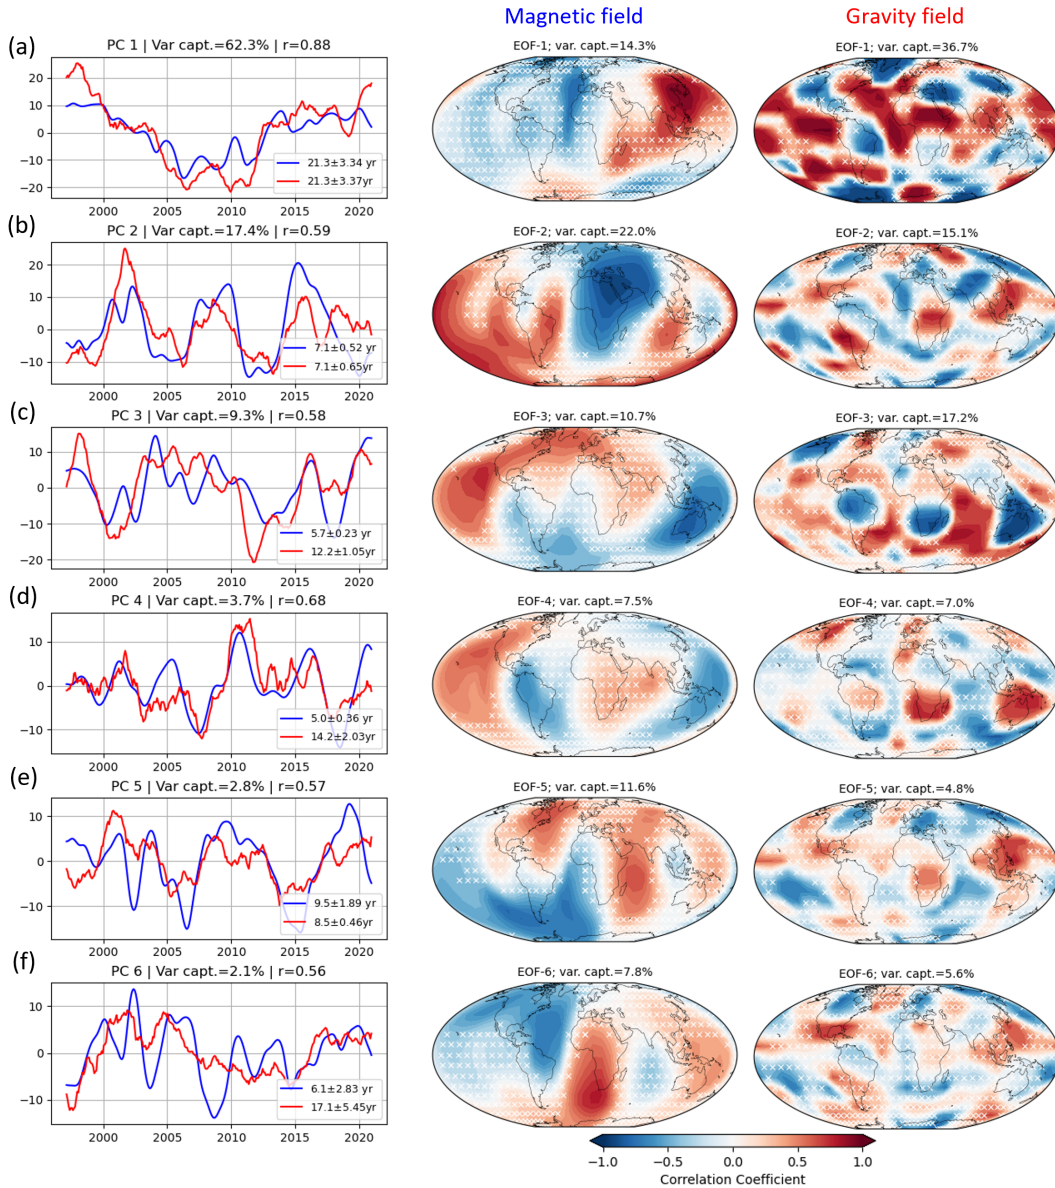 Magnetic field
Gravity field
(a)
PC 1 | Var capt.=62.3% | r=0.88
EOF-1; var. capt.=14.3%
EOF-1; var. capt.=36.7%
20
10
0
−10
−20
21.3±3.34 yr
21.3±3.37yr
2000
2005
2010
2015
2020
(b)
PC 2 | Var capt.=17.4% | r=0.59
EOF-2; var. capt.=22.0%
EOF-2; var. capt.=15.1%
20
10
0
−10
7.1±0.52 yr
7.1±0.65yr
2000
2005
2010
2015
2020
(c)
PC 3 | Var capt.=9.3% | r=0.58
EOF-3; var. capt.=10.7%
EOF-3; var. capt.=17.2%
10
0
−10
−20
5.7±0.23 yr
12.2±1.05yr
2000
2005
2010
2015
2020
(d)
PC 4 | Var capt.=3.7% | r=0.68
EOF-4; var. capt.=7.5%
EOF-4; var. capt.=7.0%
10
0
−10
5.0±0.36 yr
14.2±2.03yr
2000
2005
2010
2015
2020
(e)
PC 5 | Var capt.=2.8% | r=0.57
EOF-5; var. capt.=11.6%
EOF-5; var. capt.=4.8%
10
0
−10
9.5±1.89 yr
8.5±0.46yr
2000
2005
2010
2015
2020
(f)
PC 6 | Var capt.=2.1% | r=0.56
EOF-6; var. capt.=7.8%
EOF-6; var. capt.=5.6%
10
0
−10
6.1±2.83 yr
17.1±5.45yr
2000
2005
2010
2015
2020
−1.0
−0.5
0.0
0.5
1.0
Correlation Coefficient